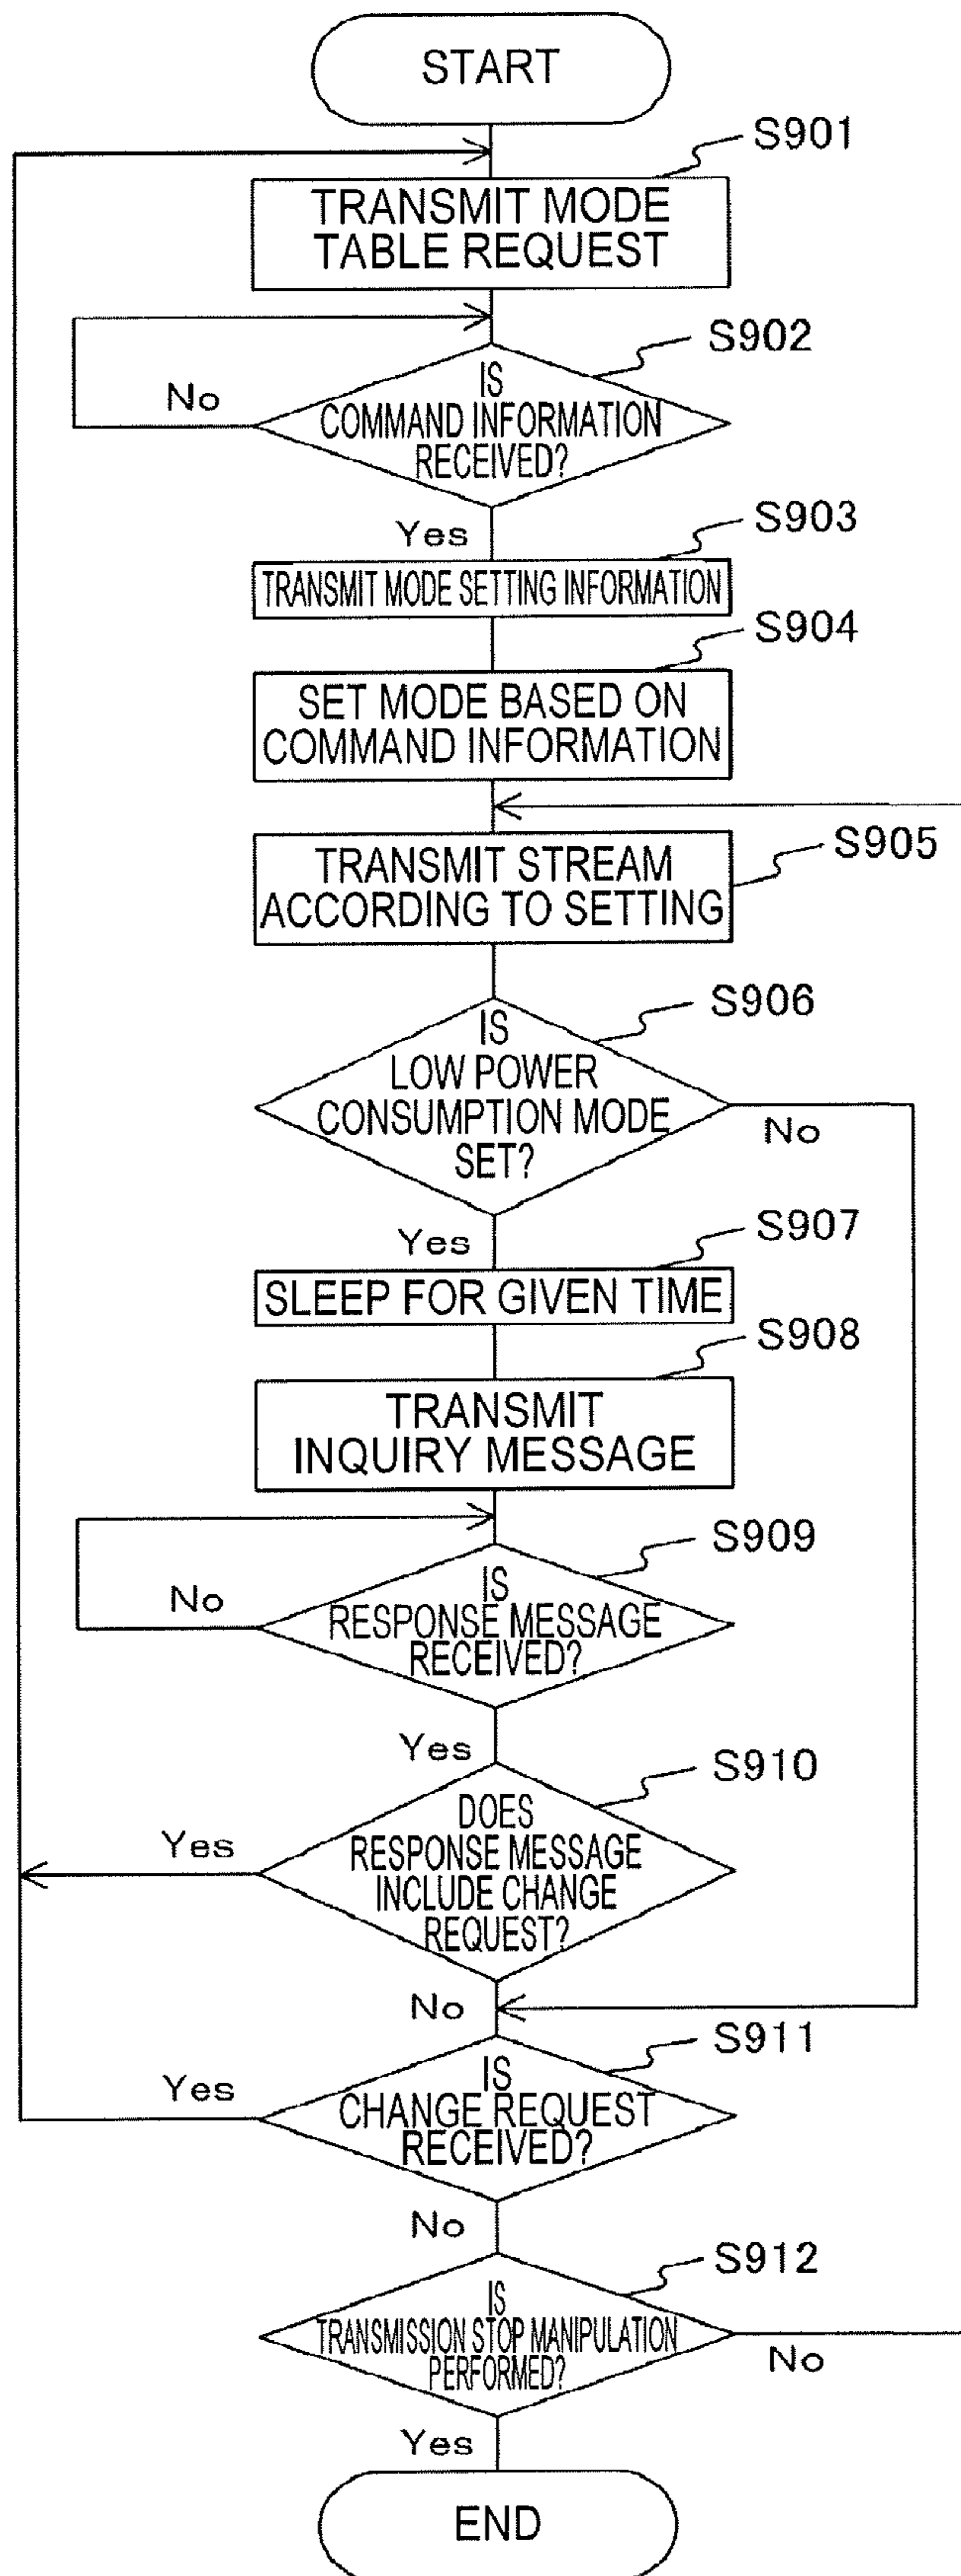 START
S901
TRANSMIT MODE
TABLE REQUEST
S902
IS
COMMAND INFORMATION
RECEIVED?
No
Yes
S903
TRANSMIT MODE SETTING INFORMATION
S904
SET MODE BASED ON
COMMAND INFORMATION
S905
TRANSMIT STREAM
ACCORDING TO SETTING
S906
IS
LOW POWER
CONSUMPTION MODE
SET?
No
Yes
S907
SLEEP FOR GIVEN TIME
S908
TRANSMIT
INQUIRY MESSAGE
S909
IS
RESPONSE MESSAGE
RECEIVED?
No
Yes
S910
DOES
RESPONSE MESSAGE
INCLUDE CHANGE
REQUEST?
Yes
No
S911
IS
CHANGE REQUEST
RECEIVED?
Yes
No
S912
IS
TRANSMISSION STOP MANIPULATION
PERFORMED?
No
Yes
END